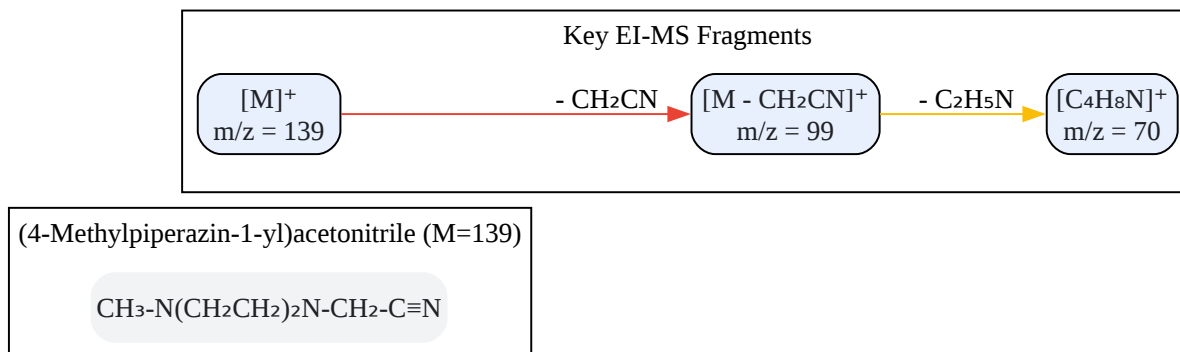 Key EI-MS Fragments
[M]⁺
m/z = 139
- CH₂CN
[M - CH₂CN]⁺
m/z = 99
- C₂H₅N
[C₄H₈N]⁺
m/z = 70
(4-Methylpiperazin-1-yl)acetonitrile (M=139)
CH₃-N(CH₂CH₂)₂N-CH₂-C≡N